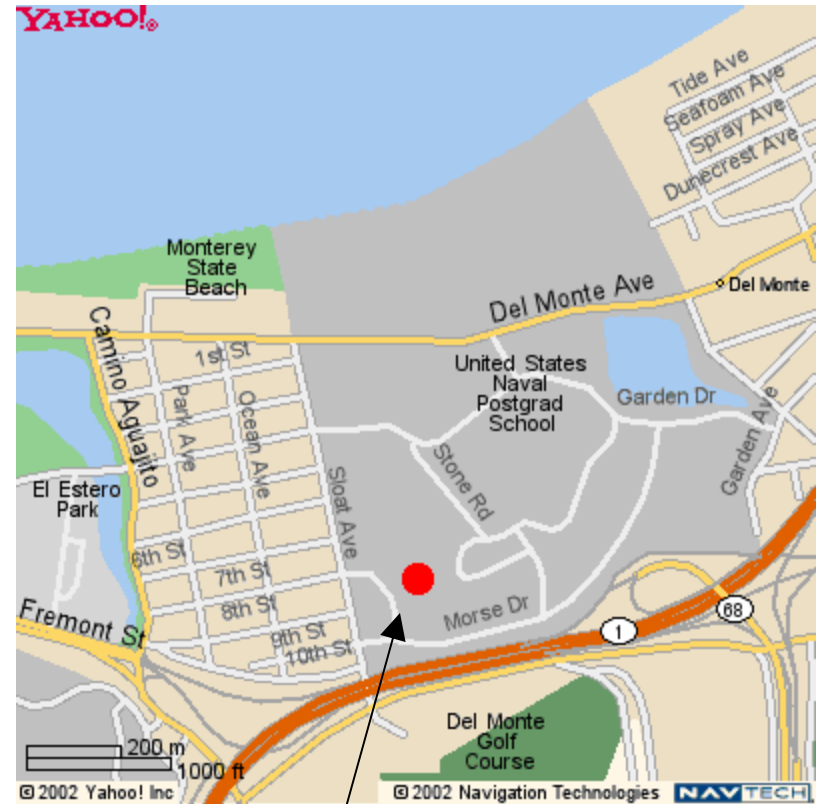 YAHOO!®
Tide Ave
Seafoam Ave
Spray Ave
Dunecrest Ave
Monterey
State
Beach
Del Monte Ave
Del Monte
Camino Aguajito
1st St
Park Ave
Ocean Ave
United States
Naval
Postgrad
School
Garden Dr
Garden Ave
Stone Rd
Sloat Ave
El Estero
Park
6th St
7th St
8th St
9th St
10th St
Fremont St
Morse Dr
1
68
Del Monte
Golf
Course
200 m
1000 ft
© 2002 Yahoo! Inc
© 2002 Navigation Technologies NAVTECH